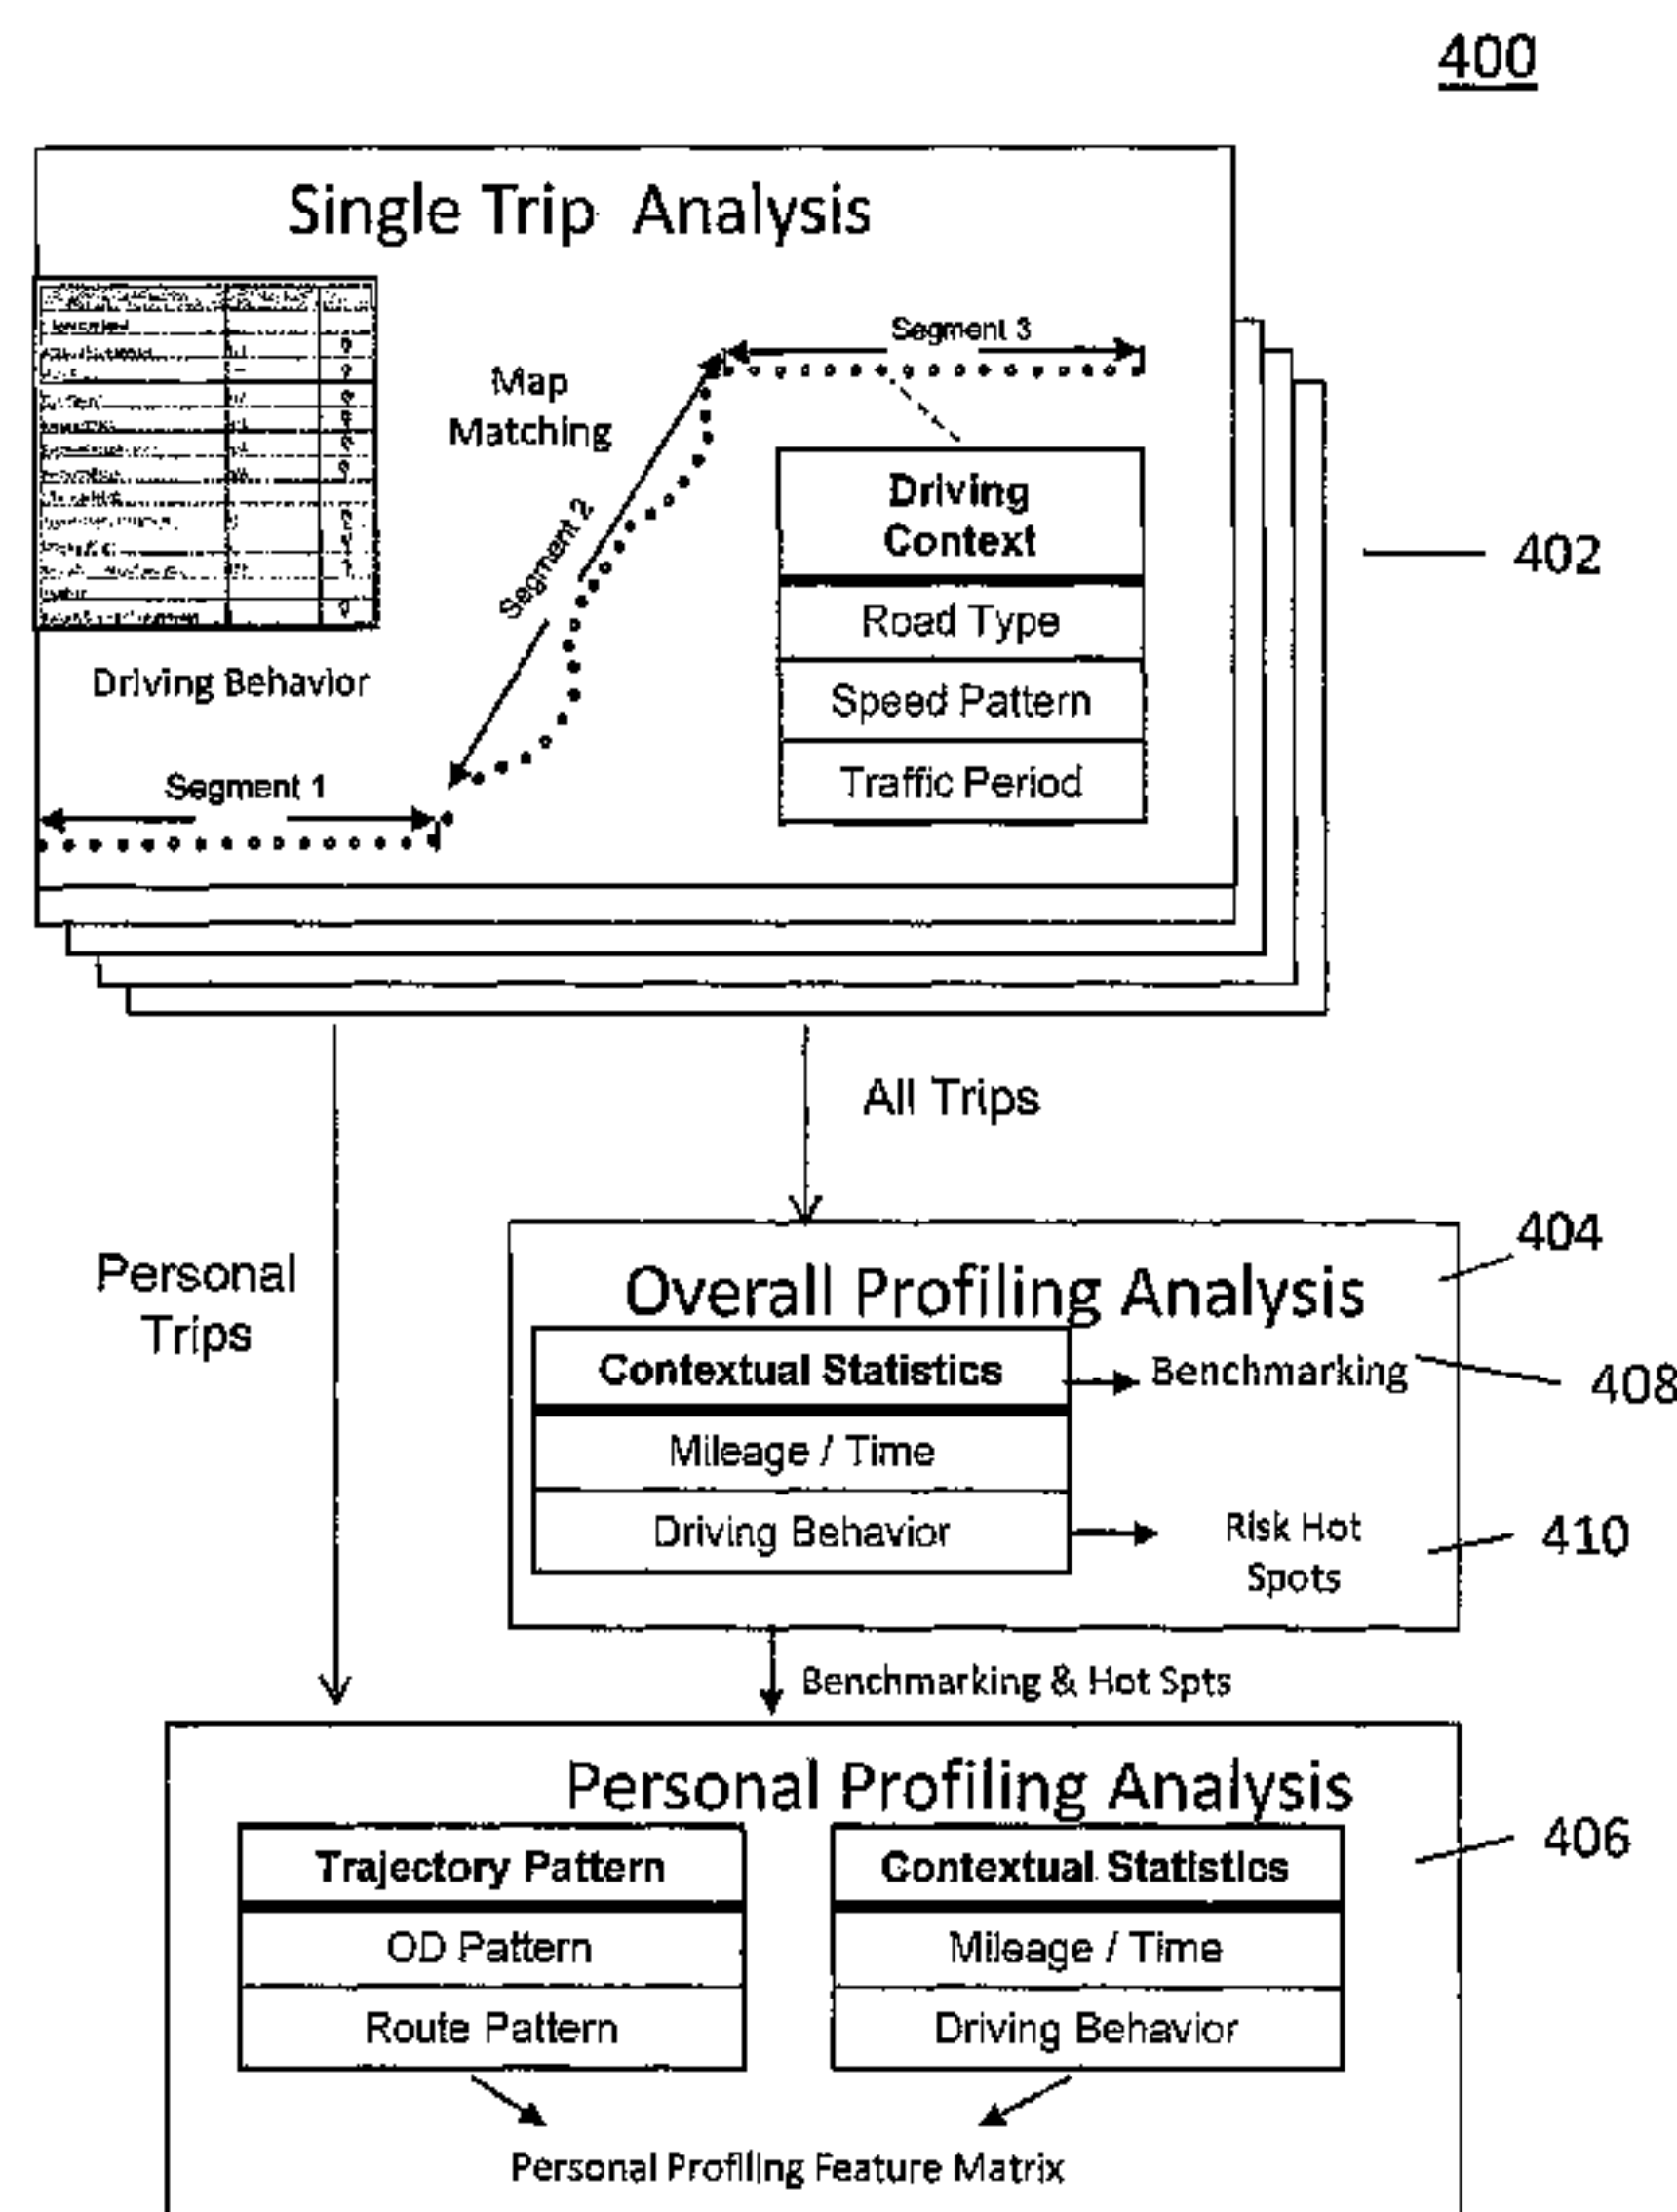 400
Single Trip Analysis
Map
Matching
Segment 3
Segment 2
Driving
Context
Road Type
Speed Pattern
Traffic Period
402
Driving Behavior
Segment 1
All Trips
Personal
Trips
404
Overall Profiling Analysis
Contextual Statistics
Benchmarking
408
Mileage / Time
Driving Behavior
Risk Hot
Spots
410
Benchmarking & Hot Spts
Personal Profiling Analysis
406
Trajectory Pattern
OD Pattern
Route Pattern
Contextual Statistics
Mileage / Time
Driving Behavior
Personal Profiling Feature Matrix